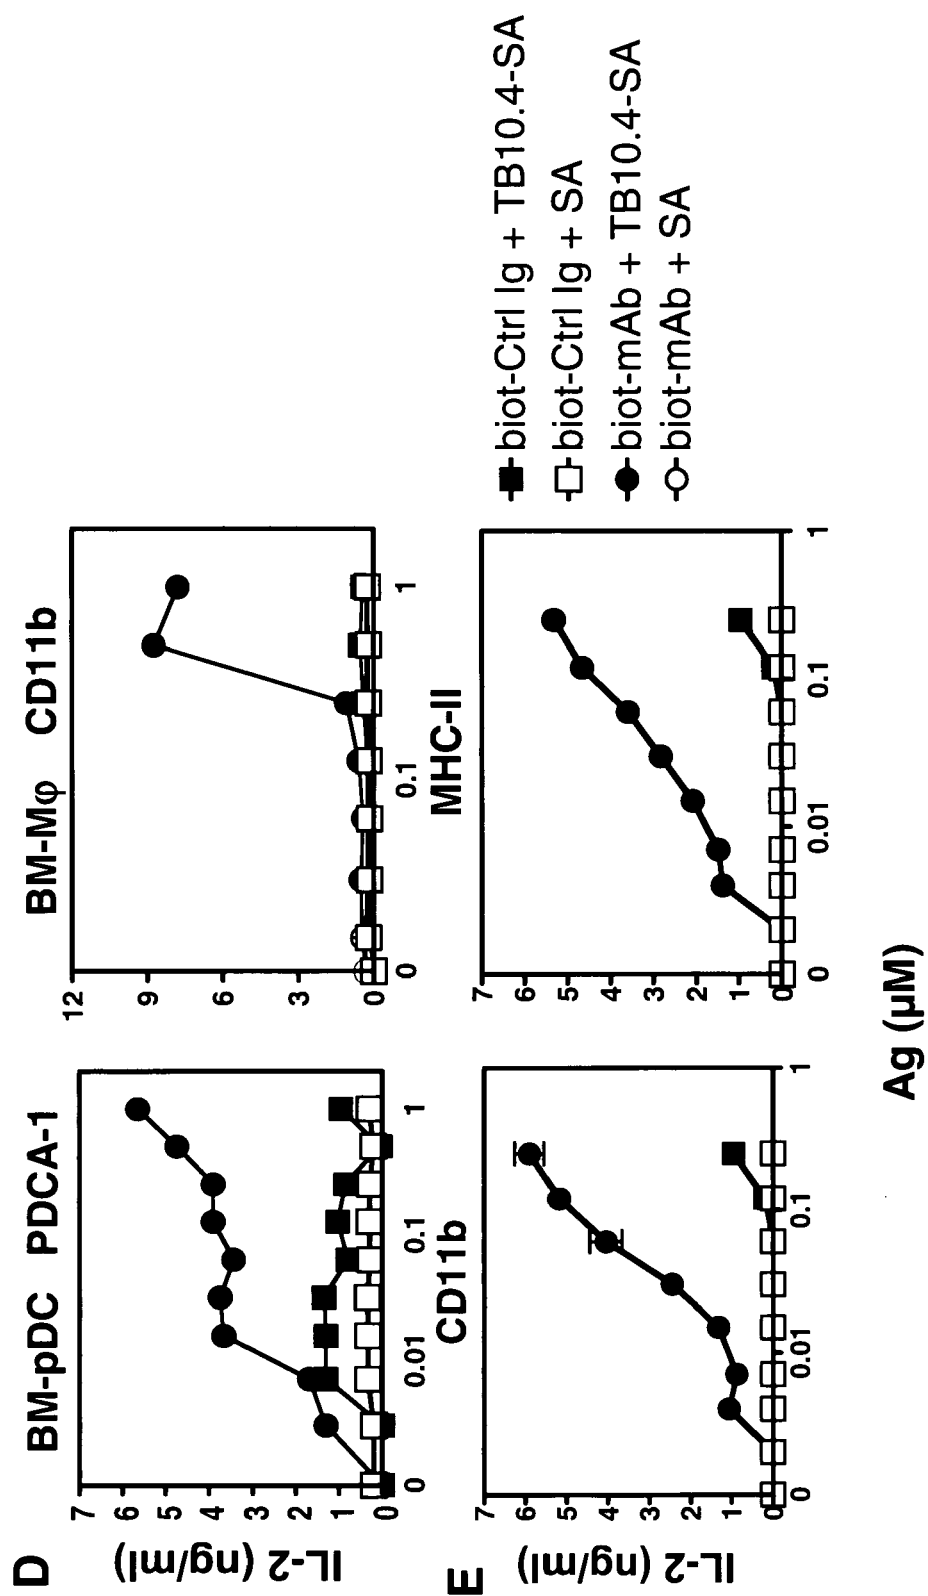 D
BM-pDC PDCA-1
BM-Mφ CD11b
IL-2 (ng/ml)
7
6
5
4
3
2
1
0
0 0.01 0.1 1
12
9
6
3
0
0 0.1 1
E
CD11b
MHC-II
IL-2 (ng/ml)
7
6
5
4
3
2
1
0
0 0.01 0.1 1
7
6
5
4
3
2
1
0
0 0.01 0.1 1
Ag (µM)
biot-Ctrl Ig + TB10.4-SA
biot-Ctrl Ig + SA
biot-mAb + TB10.4-SA
biot-mAb + SA